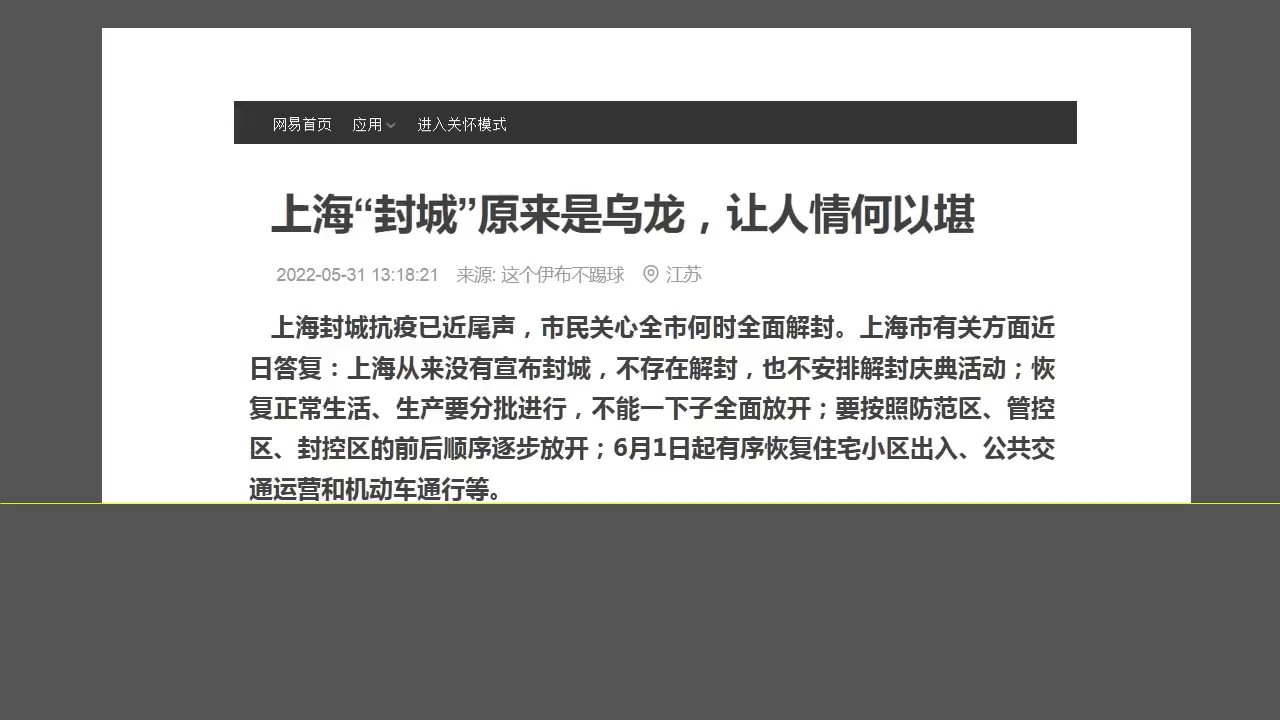 网易首页 应用 进入关怀模式
上海“封城”原来是乌龙，让人情何以堪
2022-05-31 13:18:21 来源: 这个伊布不踢球 江苏
上海封城抗疫已近尾声，市民关心全市何时全面解封。上海市有关方面近
日答复：上海从来没有宣布封城，不存在解封，也不安排解封庆典活动；恢
复正常生活、生产要分批进行，不能一下子全面放开；要按照防范区、管控
区、封控区的前后顺序逐步放开；6月1日起有序恢复住宅小区出入、公共交
通运营和机动车通行等。